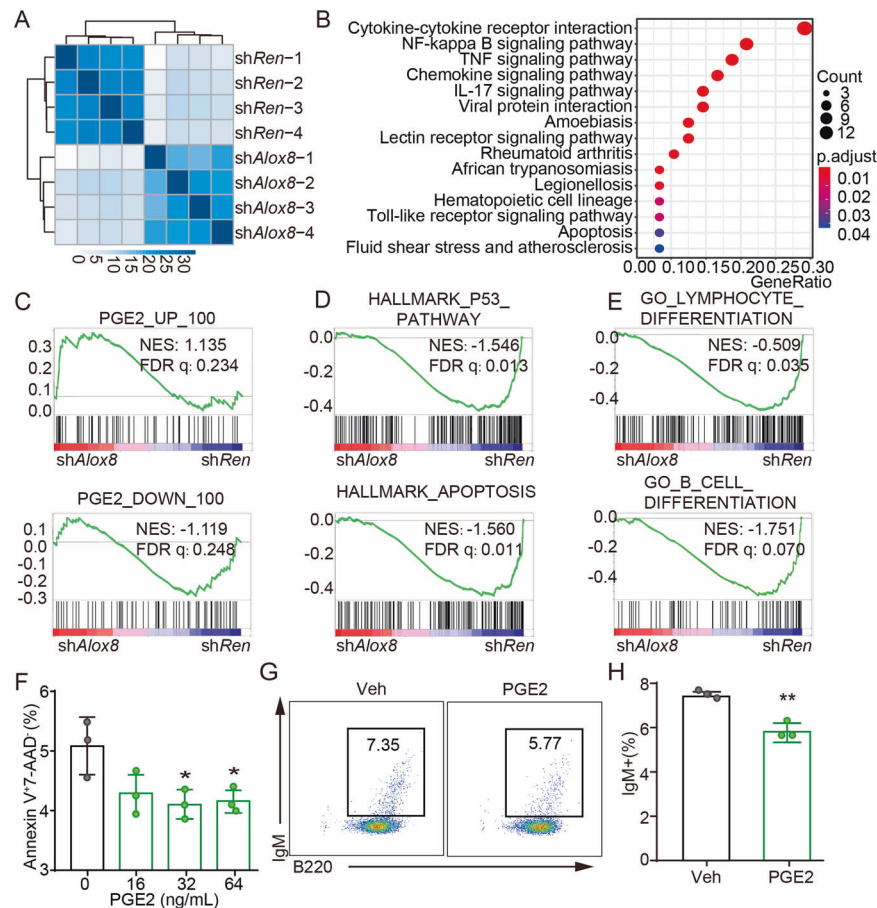 A
shRen-1
shRen-2
shRen-3
shRen-4
shAlox8-1
shAlox8-2
shAlox8-3
shAlox8-4
0 5 10 15 20 25 30
B
Cytokine-cytokine receptor interaction
NF-kappa B signaling pathway
TNF signaling pathway
Chemokine signaling pathway
IL-17 signaling pathway
Viral protein interaction
Amoebiasis
Lectin receptor signaling pathway
Rheumatoid arthritis
African trypanosomiasis
Legionellosis
Hematopoietic cell lineage
Toll-like receptor signaling pathway
Apoptosis
Fluid shear stress and atherosclerosis
0.00 0.10 0.15 0.20 0.25 0.30
GeneRatio
Count
3
6
9
12
p.adjust
0.01
0.02
0.03
0.04
C
PGE2_UP_100
0.3
0.2
0.1
0.0
NES: 1.135
FDR q: 0.234
shAlox8 shRen
PGE2_DOWN_100
0.1
0.0
-0.1
-0.1
-0.2
-0.3
NES: -1.119
FDR q: 0.248
shAlox8 shRen
D
HALLMARK_P53_
PATHWAY
0.0
-0.2
-0.4
NES: -1.546
FDR q: 0.013
shAlox8 shRen
HALLMARK_APOPTOSIS
0.0
-0.2
-0.4
NES: -1.560
FDR q: 0.011
shAlox8 shRen
E
GO_LYMPHOCYTE_
DIFFERENTIATION
0.0
-0.2
-0.4
NES: -0.509
FDR q: 0.035
shAlox8 shRen
GO_B_CELL_
DIFFERENTIATION
0.0
-0.2
-0.4
NES: -1.751
FDR q: 0.070
shAlox8 shRen
F
Annexin V+7-AAD- (%)
6
5
4
3
* *
0 16 32 64
PGE2 (ng/mL)
G
Veh PGE2
7.35 5.77
IgM
B220
H
IgM+(%)
8
6
4
2
0
**
Veh PGE2